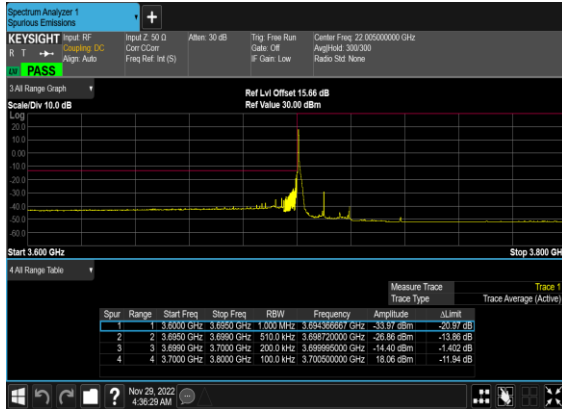 Spectrum Analyzer 1
Spurious Emissions
+
KEYSIGHT Input: RF Input Z: 50 Ω Atten: 30 dB Trig: Free Run Center Freq: 22.005000000 GHz
R T Coupling: DC Corr CCorr Gate: Off Avg|Hold: 300/300
Align: Auto Freq Ref: Int (S) IF Gain: Low Radio Std: None
PASS
3 All Range Graph
Ref Lvl Offset 15.66 dB
Scale/Div 10.0 dB Ref Value 30.00 dBm
Log
20.0
10.0
0.00
-10.0
-20.0
-30.0
-40.0
-50.0
-60.0
Start 3.600 GHz Stop 3.800 GH
4 All Range Table
Measure Trace Trace 1
Trace Type Trace Average (Active)
Spur Range Start Freq Stop Freq RBW Frequency Amplitude ΔLimit
1 1 3.6000 GHz 3.6950 GHz 1.000 MHz 3.694366667 GHz -33.97 dBm -20.97 dB
2 2 3.6950 GHz 3.6990 GHz 510.0 kHz 3.698720000 GHz -26.86 dBm -13.86 dB
3 3 3.6990 GHz 3.7000 GHz 200.0 kHz 3.699995000 GHz -14.40 dBm -1.402 dB
4 4 3.7000 GHz 3.8000 GHz 100.0 kHz 3.700500000 GHz 18.06 dBm -11.94 dB
? Nov 29, 2022
4:36:29 AM